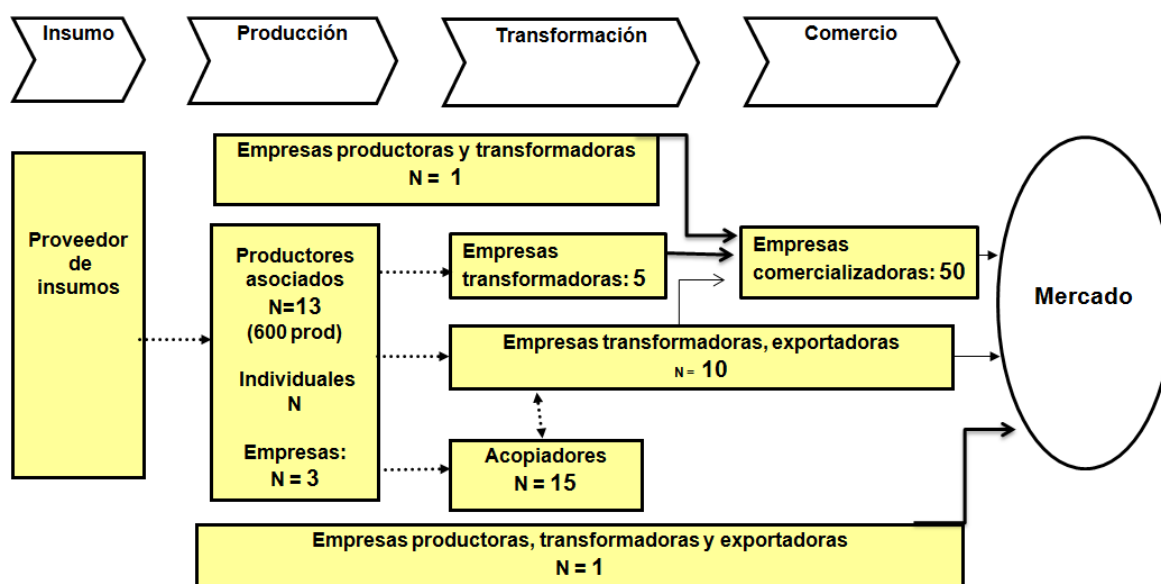 Insumo
Producción
Transformación
Comercio
Empresas productoras y transformadoras
N = 1
Proveedor
de
insumos
Productores
asociados
N=13
(600 prod)
Individuales
N
Empresas:
N = 3
Empresas
transformadoras: 5
Empresas
comercializadoras: 50
Mercado
Empresas transformadoras, exportadoras
N = 10
Acopiadores
N = 15
Empresas productoras, transformadoras y exportadoras
N = 1